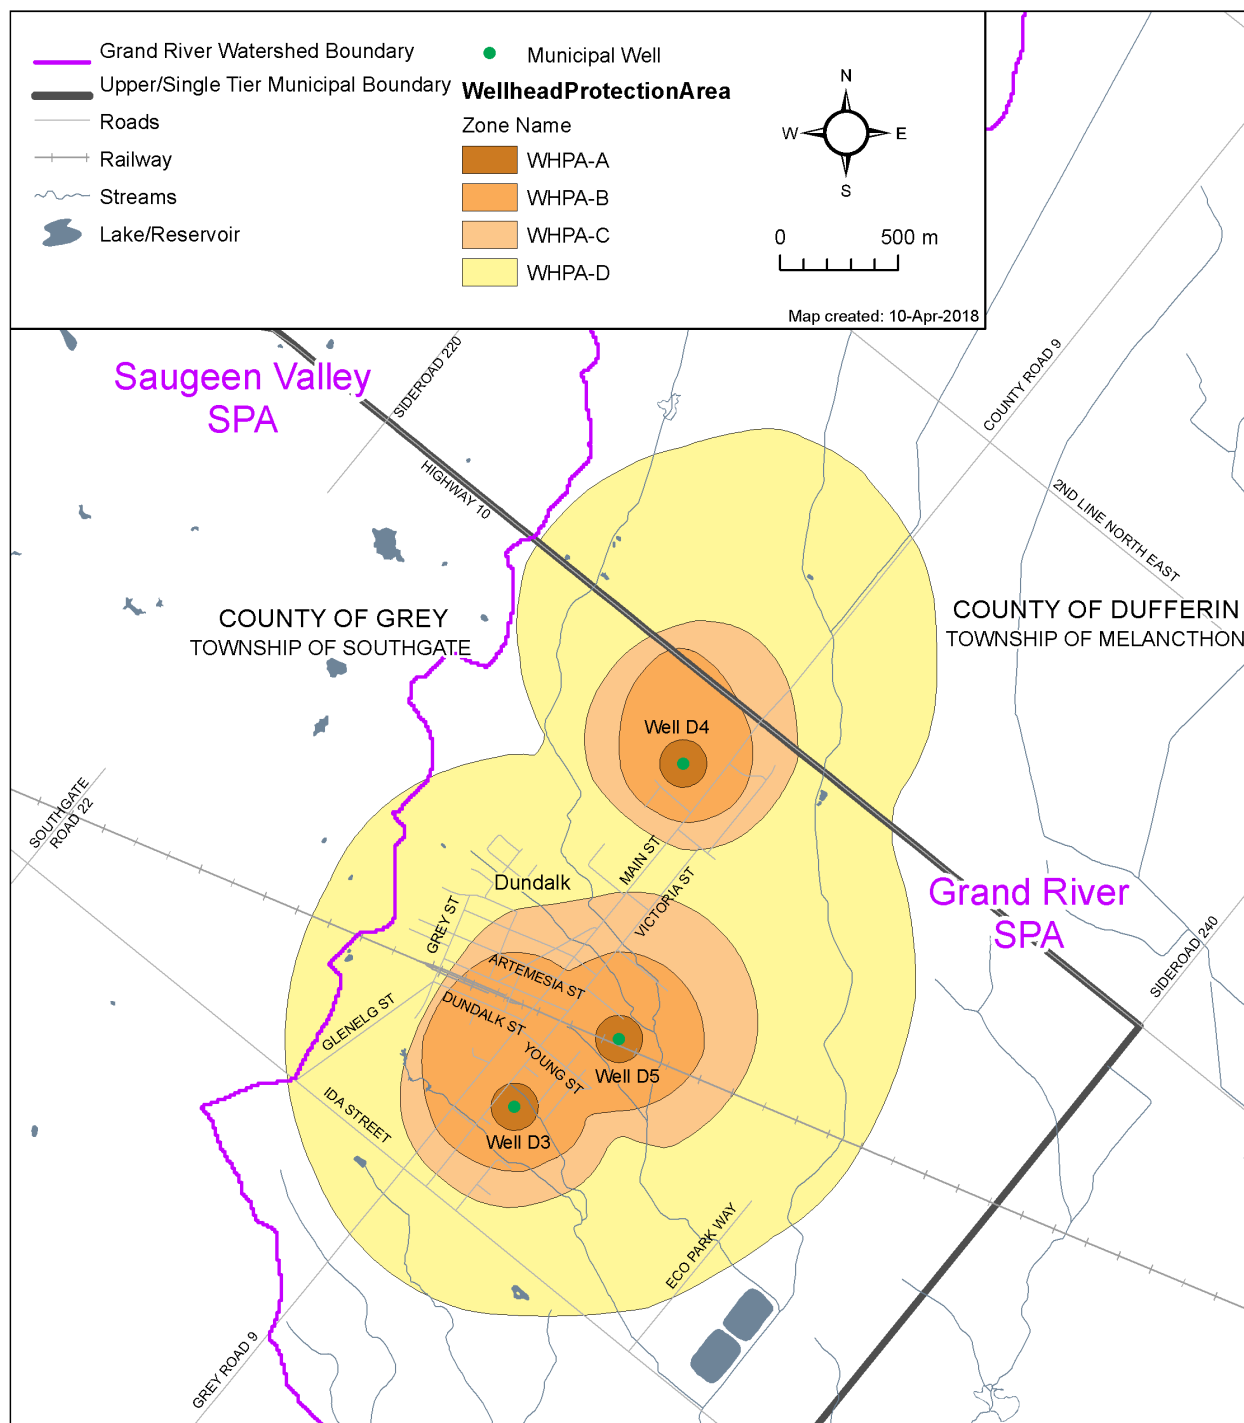 Grand River Watershed Boundary
Upper/Single Tier Municipal Boundary
Roads
Railway
Streams
Lake/Reservoir
Municipal Well
WellheadProtectionArea
Zone Name
WHPA-A
WHPA-B
WHPA-C
WHPA-D
N
W
E
S
0
500 m
Map created: 10-Apr-2018
Saugeen Valley
SPA
SIDEROAD 220
HIGHWAY 10
COUNTY ROAD 9
2ND LINE NORTH EAST
COUNTY OF GREY
TOWNSHIP OF SOUTHGATE
COUNTY OF DUFFERIN
TOWNSHIP OF MELANCTHON
Well D4
SOUTHGATE
ROAD 22
MAIN ST
VICTORIA ST
Dundalk
Grand River
SPA
GREY ST
SIDEROAD 240
ARTEMESIA ST
DUNDALK ST
GLENELG ST
YOUNG ST
Well D5
IDA STREET
Well D3
ECO PARK WAY
GREY ROAD 9